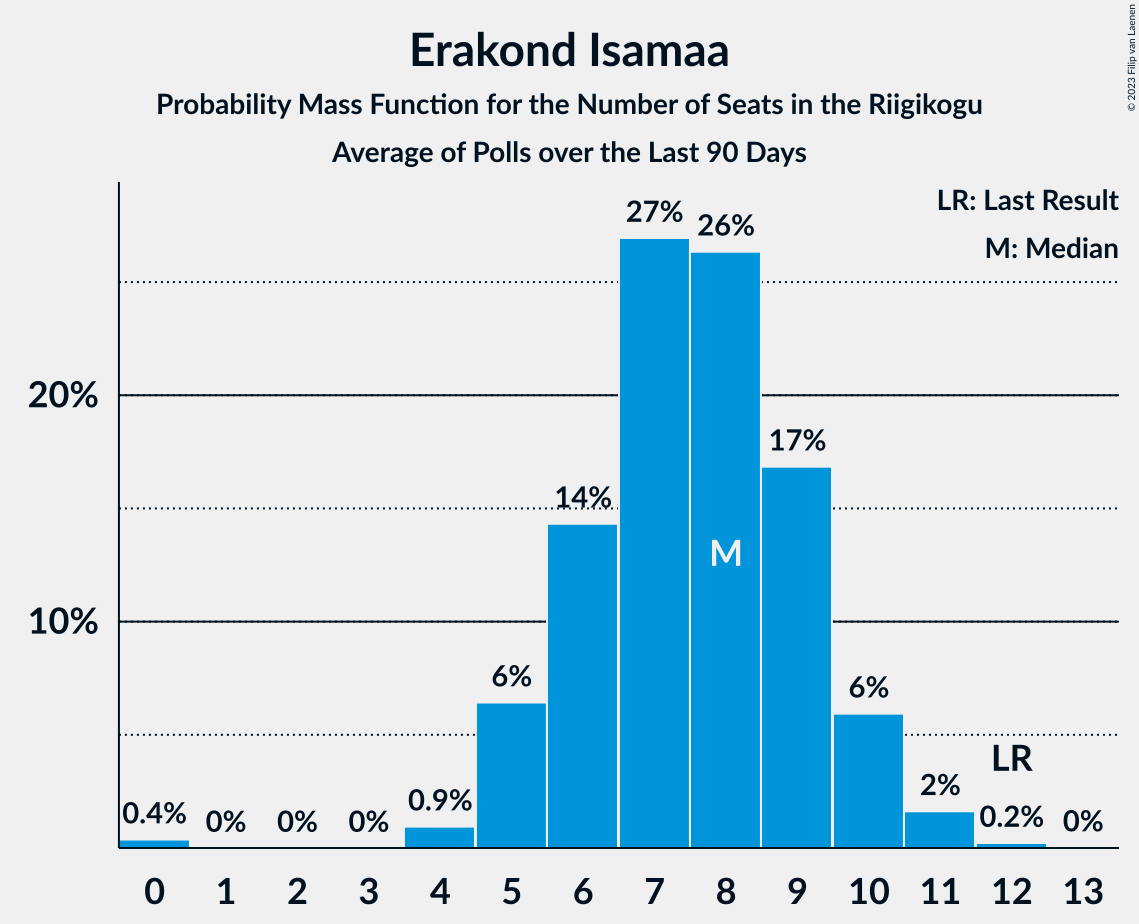 Erakond Isamaa
Probability Mass Function for the Number of Seats in the Riigikogu
Average of Polls over the Last 90 Days
© 2023 Filip van Laenen
LR: Last Result
M: Median
27%
26%
20%
17%
14%
M
10%
6%
6%
LR
2%
0.9%
0.4%
0%
0%
0%
0.2%
0%
0 1 2 3 4 5 6 7 8 9 10 11 12 13